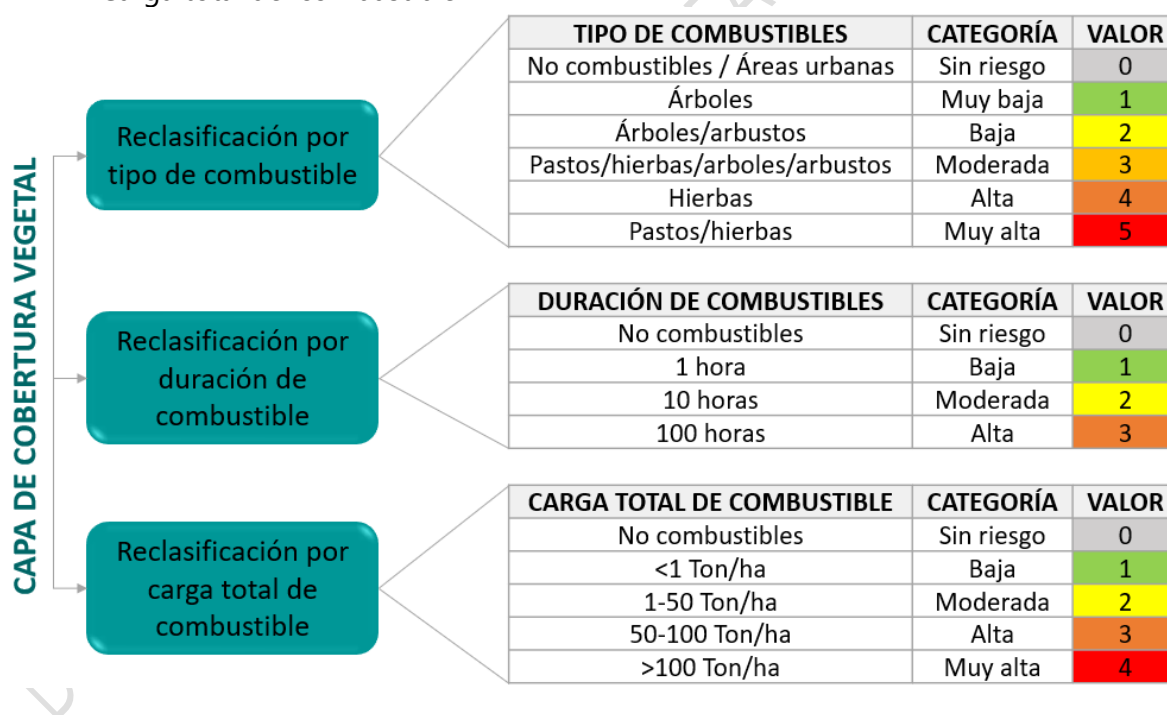 Carga total de combustible
CAPA DE COBERTURA VEGETAL
Reclasificación por
tipo de combustible
TIPO DE COMBUSTIBLES CATEGORÍA VALOR
No combustibles / Áreas urbanas Sin riesgo 0
Árboles Muy baja 1
Árboles/arbustos Baja 2
Pastos/hierbas/arboles/arbustos Moderada 3
Hierbas Alta 4
Pastos/hierbas Muy alta 5
Reclasificación por
duración de
combustible
DURACIÓN DE COMBUSTIBLES CATEGORÍA VALOR
No combustibles Sin riesgo 0
1 hora Baja 1
10 horas Moderada 2
100 horas Alta 3
Reclasificación por
carga total de
combustible
CARGA TOTAL DE COMBUSTIBLE CATEGORÍA VALOR
No combustibles Sin riesgo 0
<1 Ton/ha Baja 1
1-50 Ton/ha Moderada 2
50-100 Ton/ha Alta 3
>100 Ton/ha Muy alta 4